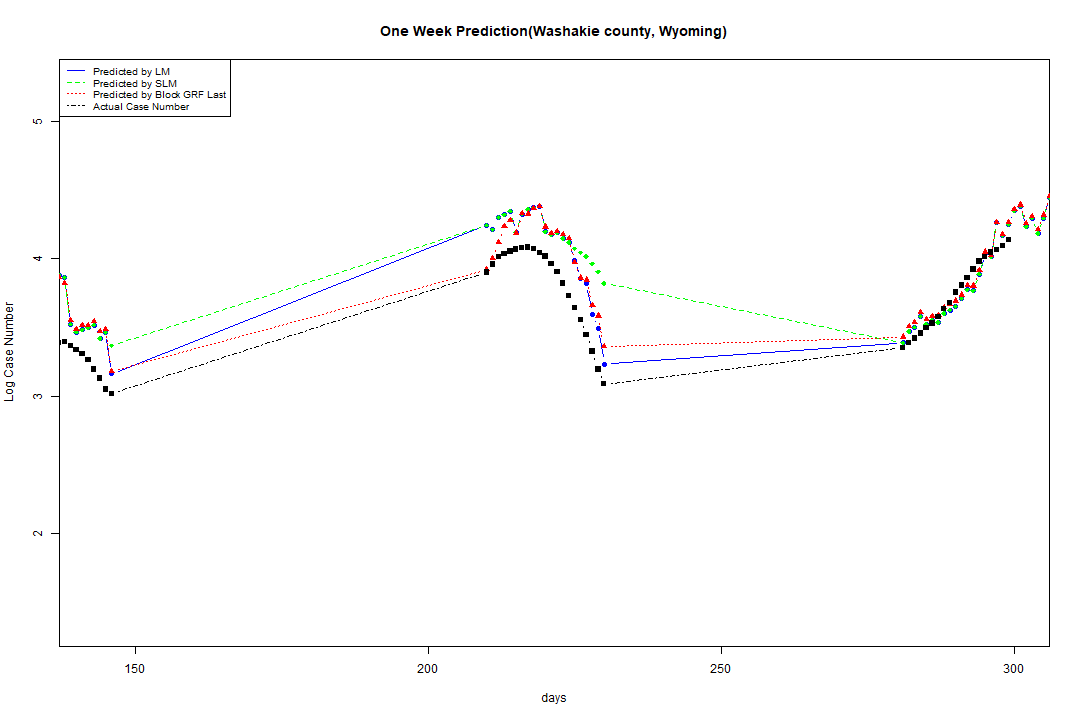 One Week Prediction(Washakie county, Wyoming)
Predicted by LM
Predicted by SLM
Predicted by Block GRF Last
Actual Case Number
5
4
3
2
Log Case Number
150
200
250
300
days